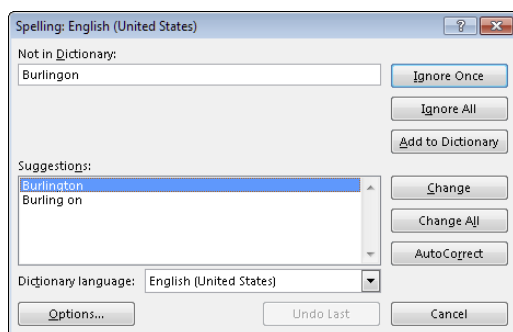 Spelling: English (United States)
Not in Dictionary:
Burlingon
Ignore Once
Ignore All
Add to Dictionary
Suggestions:
Burlington
Burling on
Change
Change All
AutoCorrect
Dictionary language: English (United States)
Options... Undo Last Cancel